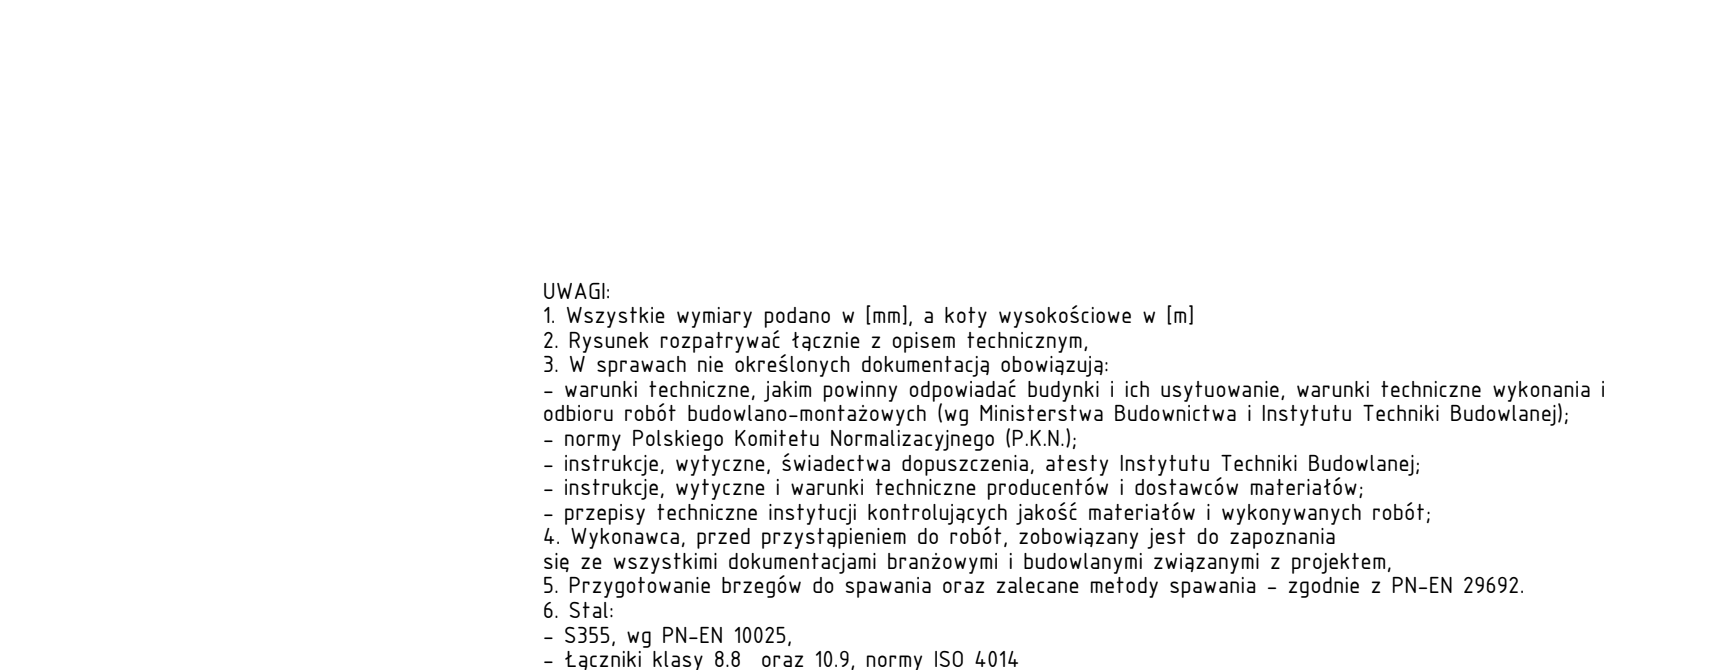 UWAGI:
1. Wszystkie wymiary podano w [mm], a koty wysokościowe w [m]
2. Rysunek rozpatrywać łącznie z opisem technicznym,
3. W sprawach nie określonych dokumentacją obowiązują:
- warunki techniczne, jakim powinny odpowiadać budynki i ich usytuowanie, warunki techniczne wykonania i
odbioru robót budowlano-montażowych (wg Ministerstwa Budownictwa i Instytutu Techniki Budowlanej);
- normy Polskiego Komitetu Normalizacyjnego (P.K.N.);
- instrukcje, wytyczne, świadectwa dopuszczenia, atesty Instytutu Techniki Budowlanej;
- instrukcje, wytyczne i warunki techniczne producentów i dostawców materiałów;
- przepisy techniczne instytucji kontrolujących jakość materiałów i wykonywanych robót;
4. Wykonawca, przed przystąpieniem do robót, zobowiązany jest do zapoznania
się ze wszystkimi dokumentacjami branżowymi i budowlanymi związanymi z projektem,
5. Przygotowanie brzegów do spawania oraz zalecane metody spawania - zgodnie z PN-EN 29692.
6. Stal:
- S355, wg PN-EN 10025,
- Łączniki klasy 8.8 oraz 10.9, normy ISO 4014